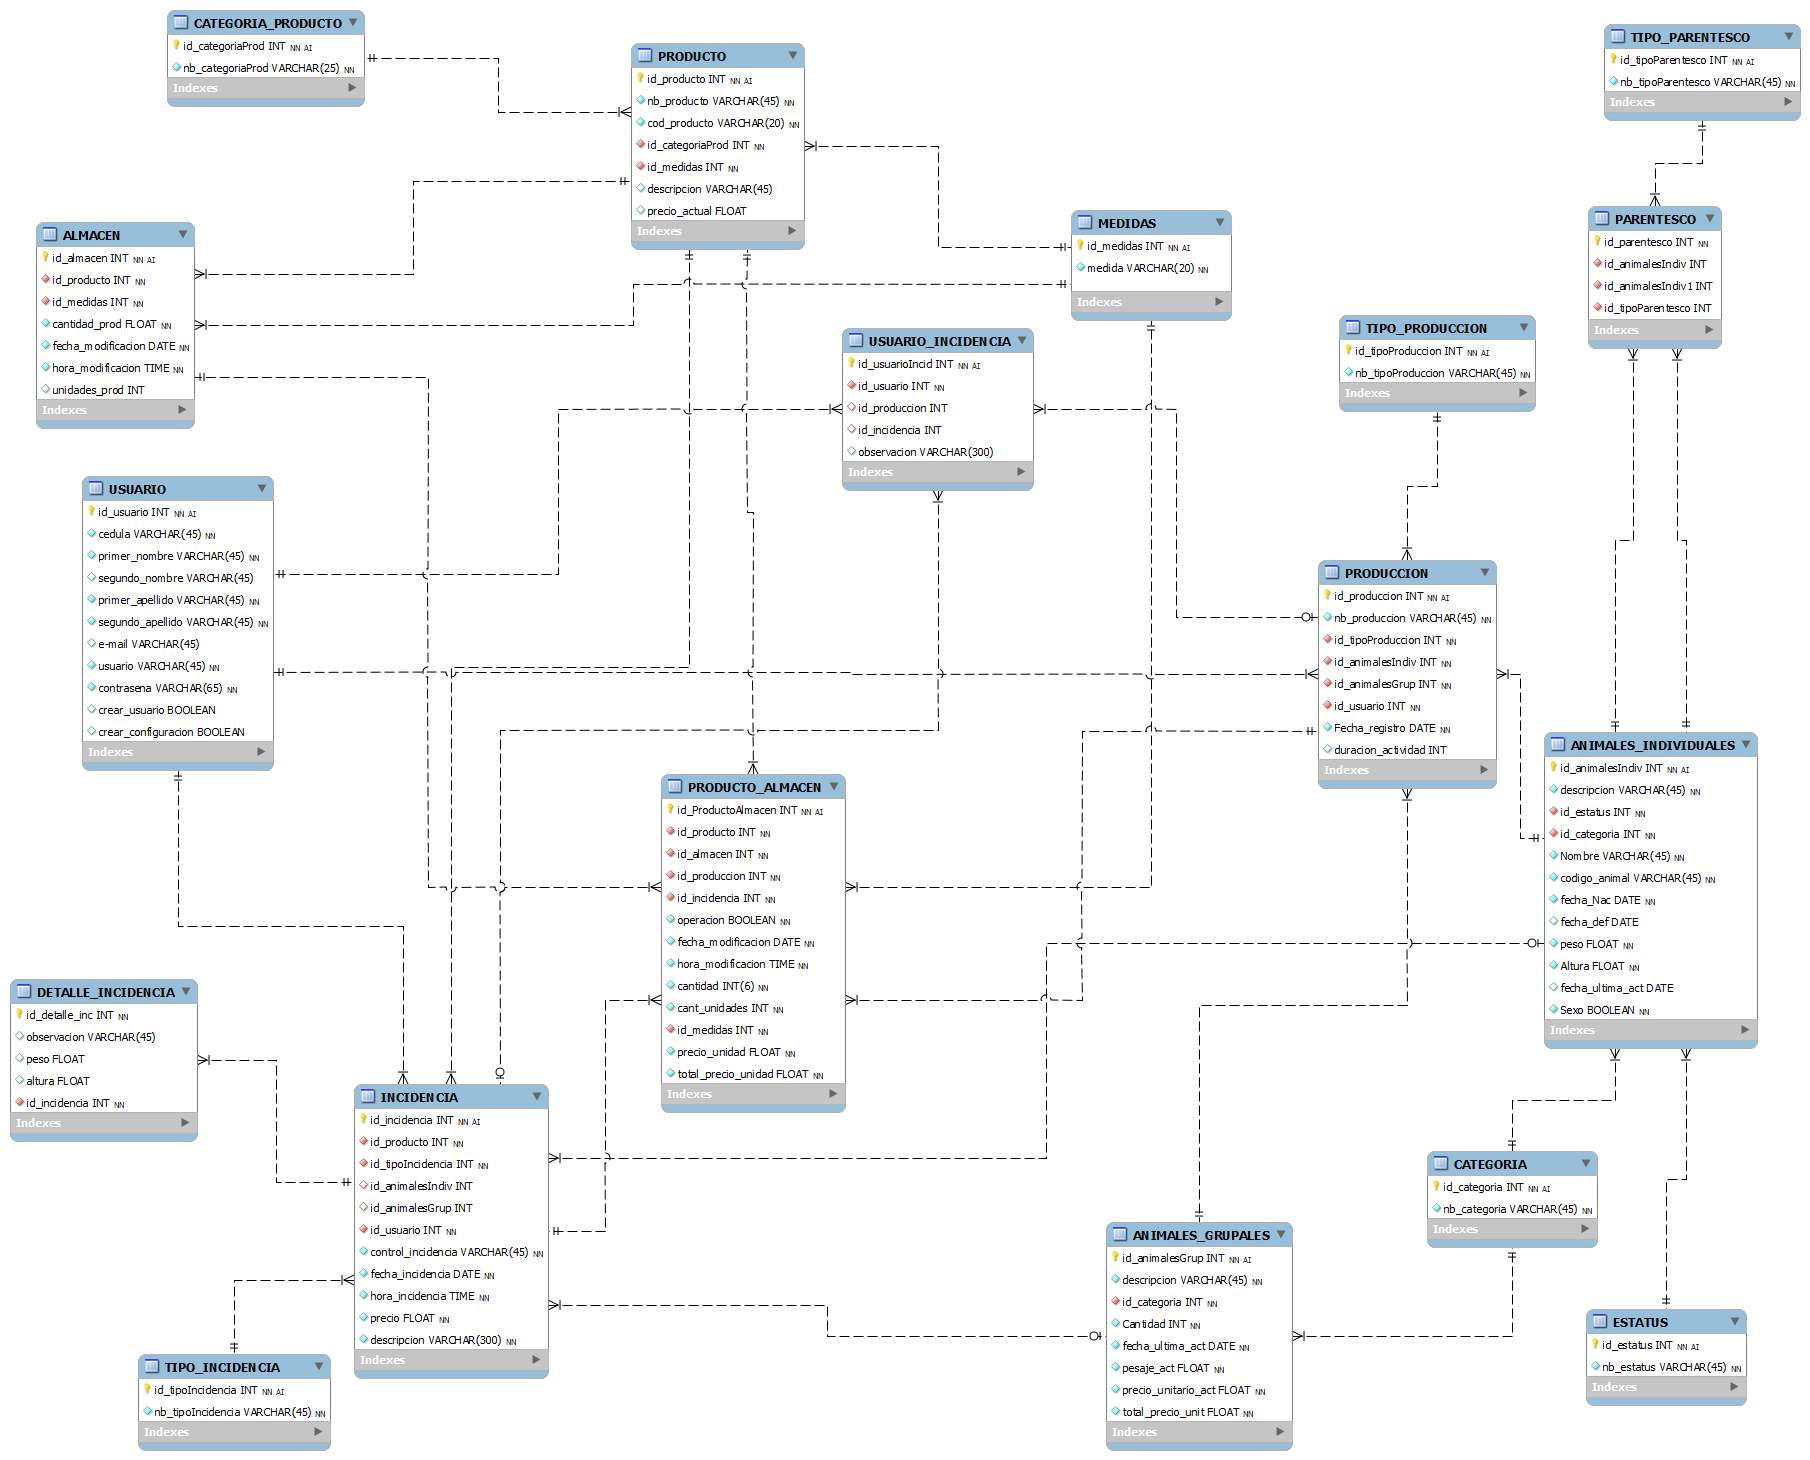 CATEGORIA_PRODUCTO
id_categoriaProd INT NN AI
nb_categoriaProd VARCHAR(25) NN
Indexes
PRODUCTO
id_producto INT NN AI
nb_producto VARCHAR(45) NN
cod_producto VARCHAR(20) NN
id_categoriaProd INT NN
id_medidas INT NN
descripcion VARCHAR(45)
precio_actual FLOAT
Indexes
TIPO_PARENTESCO
id_tipoParentesco INT NN AI
nb_tipoParentesco VARCHAR(45) NN
Indexes
ALMACEN
id_almacen INT NN AI
id_producto INT NN
id_medidas INT NN
cantidad_prod FLOAT NN
fecha_modificacion DATE NN
hora_modificacion TIME NN
unidades_prod INT
Indexes
MEDIDAS
id_medidas INT NN AI
medida VARCHAR(20) NN
Indexes
PARENTESCO
id_parentesco INT NN
id_animalesIndiv INT
id_animalesIndiv1 INT
id_tipoParentesco INT
Indexes
USUARIO_INCIDENCIA
id_usuarioIncid INT NN AI
id_usuario INT NN
id_produccion INT
id_incidencia INT
observacion VARCHAR(300)
Indexes
TIPO_PRODUCCION
id_tipoProduccion INT NN AI
nb_tipoProduccion VARCHAR(45) NN
Indexes
USUARIO
id_usuario INT NN AI
cedula VARCHAR(45) NN
primer_nombre VARCHAR(45) NN
segundo_nombre VARCHAR(45)
primer_apellido VARCHAR(45) NN
segundo_apellido VARCHAR(45) NN
e-mail VARCHAR(45)
usuario VARCHAR(45) NN
contrasena VARCHAR(65) NN
crear_usuario BOOLEAN
crear_configuracion BOOLEAN
Indexes
PRODUCCION
id_produccion INT NN AI
nb_produccion VARCHAR(45) NN
id_tipoProduccion INT NN
id_animalesIndiv INT NN
id_animalesGrup INT NN
id_usuario INT NN
Fecha_registro DATE NN
duracion_actividad INT
Indexes
ANIMALES_INDIVIDUALES
id_animalesIndiv INT NN AI
descripcion VARCHAR(45) NN
id_estatus INT NN
id_categoria INT NN
Nombre VARCHAR(45) NN
codigo_animal VARCHAR(45) NN
fecha_Nac DATE NN
fecha_def DATE
peso FLOAT NN
Altura FLOAT NN
fecha_ultima_act DATE
Sexo BOOLEAN NN
Indexes
PRODUCTO_ALMACEN
id_ProductoAlmacen INT NN AI
id_producto INT NN
id_almacen INT NN
id_produccion INT NN
id_incidencia INT NN
operacion BOOLEAN NN
fecha_modificacion DATE NN
hora_modificacion TIME NN
cantidad INT(6) NN
cant_unidades INT NN
id_medidas INT NN
precio_unidad FLOAT NN
total_precio_unidad FLOAT NN
Indexes
DETALLE_INCIDENCIA
id_detalle_inc INT NN
observacion VARCHAR(45)
peso FLOAT
altura FLOAT
id_incidencia INT NN
Indexes
INCIDENCIA
id_incidencia INT NN AI
id_producto INT NN
id_tipoIncidencia INT NN
id_animalesIndiv INT
id_animalesGrup INT
id_usuario INT NN
control_incidencia VARCHAR(45) NN
fecha_incidencia DATE NN
hora_incidencia TIME NN
precio FLOAT NN
descripcion VARCHAR(300) NN
Indexes
CATEGORIA
id_categoria INT NN AI
nb_categoria VARCHAR(45) NN
Indexes
ANIMALES_GRUPALES
id_animalesGrup INT NN AI
descripcion VARCHAR(45) NN
id_categoria INT NN
Cantidad INT NN
fecha_ultima_act DATE NN
pesaje_act FLOAT NN
precio_unitario_act FLOAT NN
total_precio_unit FLOAT NN
Indexes
ESTATUS
id_estatus INT NN AI
nb_estatus VARCHAR(45) NN
Indexes
TIPO_INCIDENCIA
id_tipoIncidencia INT NN AI
nb_tipoIncidencia VARCHAR(45) NN
Indexes